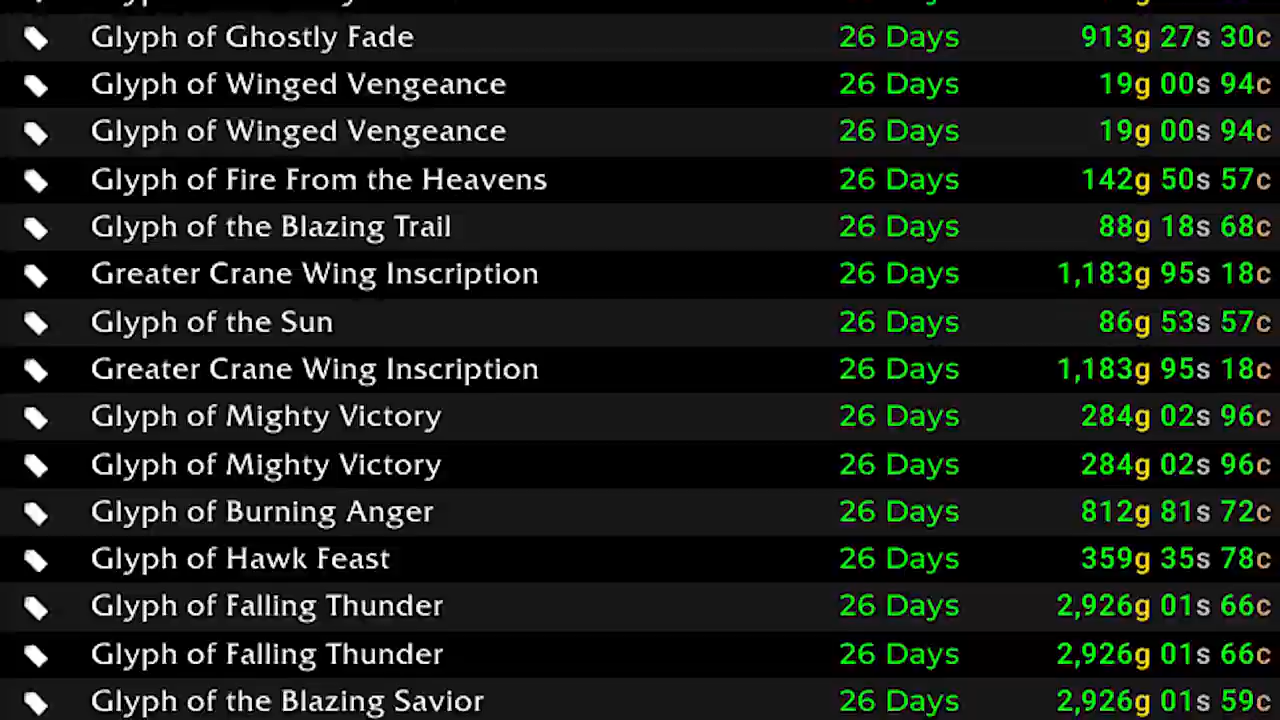 Glyph of Ghostly Fade 26 Days 913g 27s 30c
Glyph of Winged Vengeance 26 Days 19g 00s 94c
Glyph of Winged Vengeance 26 Days 19g 00s 94c
Glyph of Fire From the Heavens 26 Days 142g 50s 57c
Glyph of the Blazing Trail 26 Days 88g 18s 68c
Greater Crane Wing Inscription 26 Days 1,183g 95s 18c
Glyph of the Sun 26 Days 86g 53s 57c
Greater Crane Wing Inscription 26 Days 1,183g 95s 18c
Glyph of Mighty Victory 26 Days 284g 02s 96c
Glyph of Mighty Victory 26 Days 284g 02s 96c
Glyph of Burning Anger 26 Days 812g 81s 72c
Glyph of Hawk Feast 26 Days 359g 35s 78c
Glyph of Falling Thunder 26 Days 2,926g 01s 66c
Glyph of Falling Thunder 26 Days 2,926g 01s 66c
Glyph of the Blazing Savior 26 Days 2,926g 01s 59c